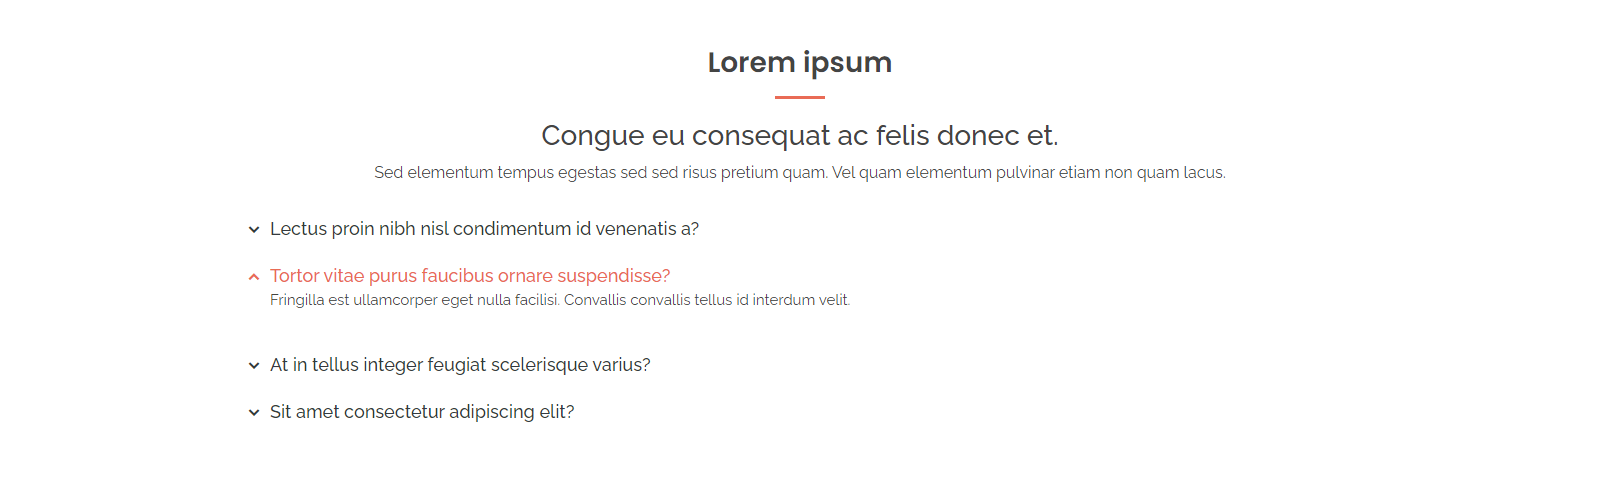 Lorem ipsum
Congue eu consequat ac felis donec et.
Sed elementum tempus egestas sed sed risus pretium quam. Vel quam elementum pulvinar etiam non quam lacus.
Lectus proin nibh nisl condimentum id venenatis a?
Tortor vitae purus faucibus ornare suspendisse?
Fringilla est ullamcorper eget nulla facilisi. Convallis convallis tellus id interdum velit.
At in tellus integer feugiat scelerisque varius?
Sit amet consectetur adipiscing elit?